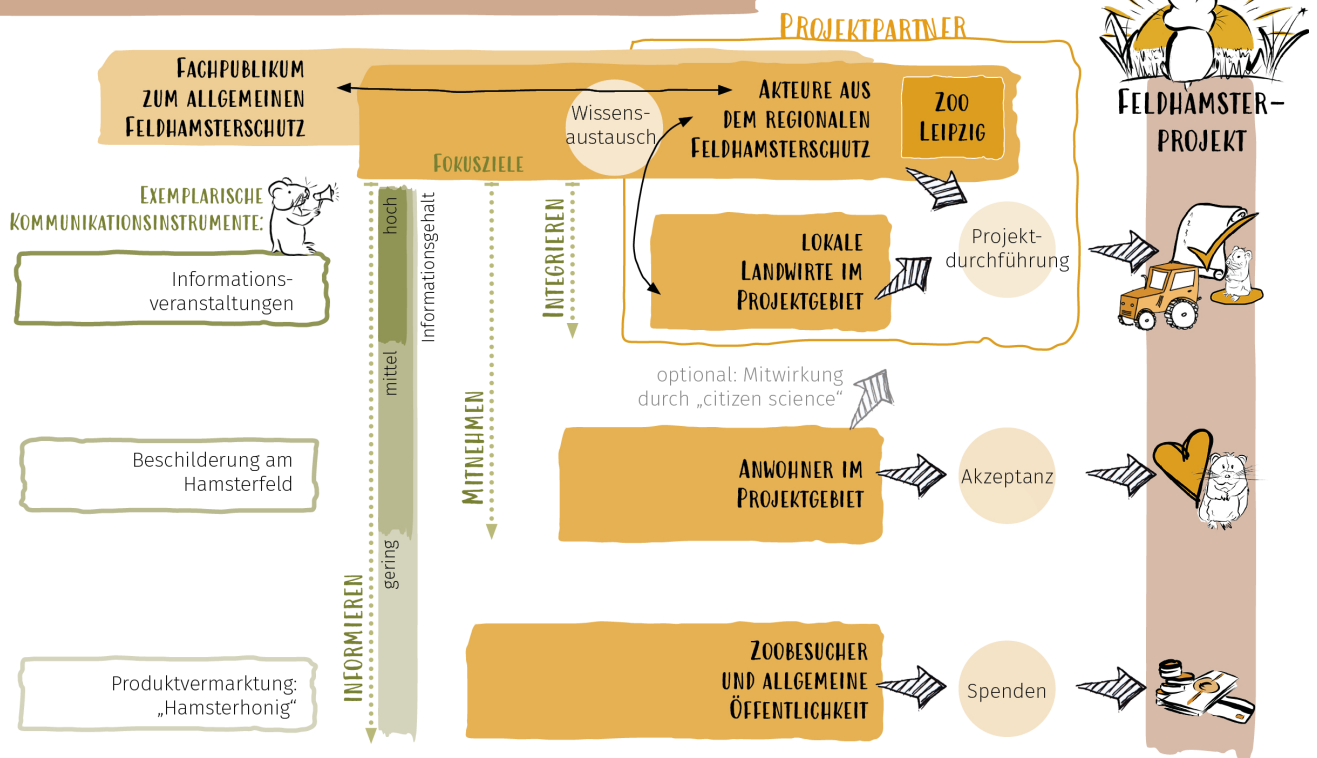 PROJEKTPARTNER
FACHPUBLIKUM
ZUM ALLGEMEINEN
FELDHAMSTERSCHUTZ
Wissens-
austausch
AKTEURE AUS
DEM REGIONALEN
FELDHAMSTERSCHUTZ
ZOO
LEIPZIG
FELDHAMSTER-
PROJEKT
FOKUSZIELE
EXEMPLARISCHE
KOMMUNIKATIONSINSTRUMENTE:
hoch
Informationsgehalt
INTEGRIEREN
LOKALE
LANDWIRTE IM
PROJEKTGEBIET
Projekt-
durchführung
Informations-
veranstaltungen
mittel
optional: Mitwirkung
durch „citizen science“
MITNEHMEN
Beschilderung am
Hamsterfeld
ANWOHNER IM
PROJEKTGEBIET
Akzeptanz
gering
INFORMIEREN
Produktvermarktung:
„Hamsterhonig“
ZOOBESUCHER
UND ALLGEMEINE
ÖFFENTLICHKEIT
Spenden